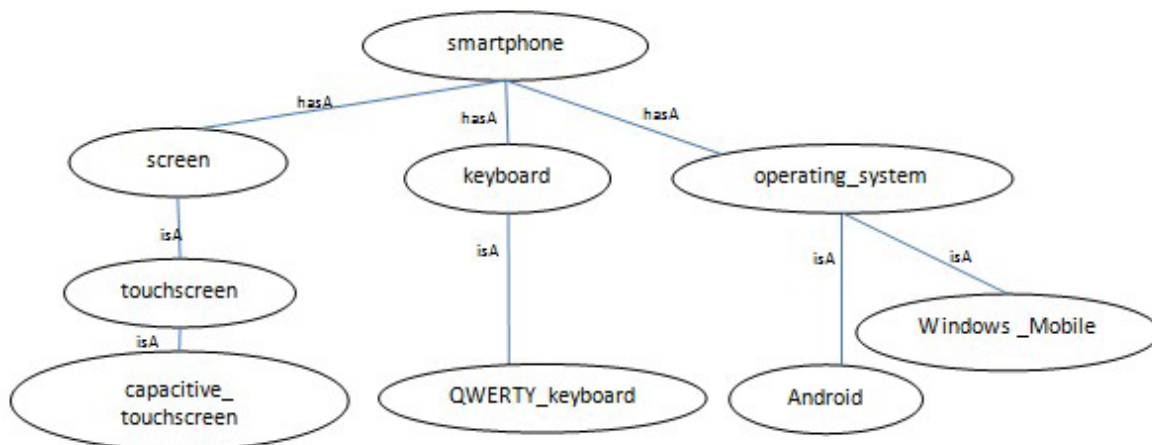 smartphone
hasA
hasA
hasA
screen
keyboard
operating_system
isA
isA
isA
isA
touchscreen
Windows _Mobile
isA
capacitive_
touchscreen
QWERTY_keyboard
Android